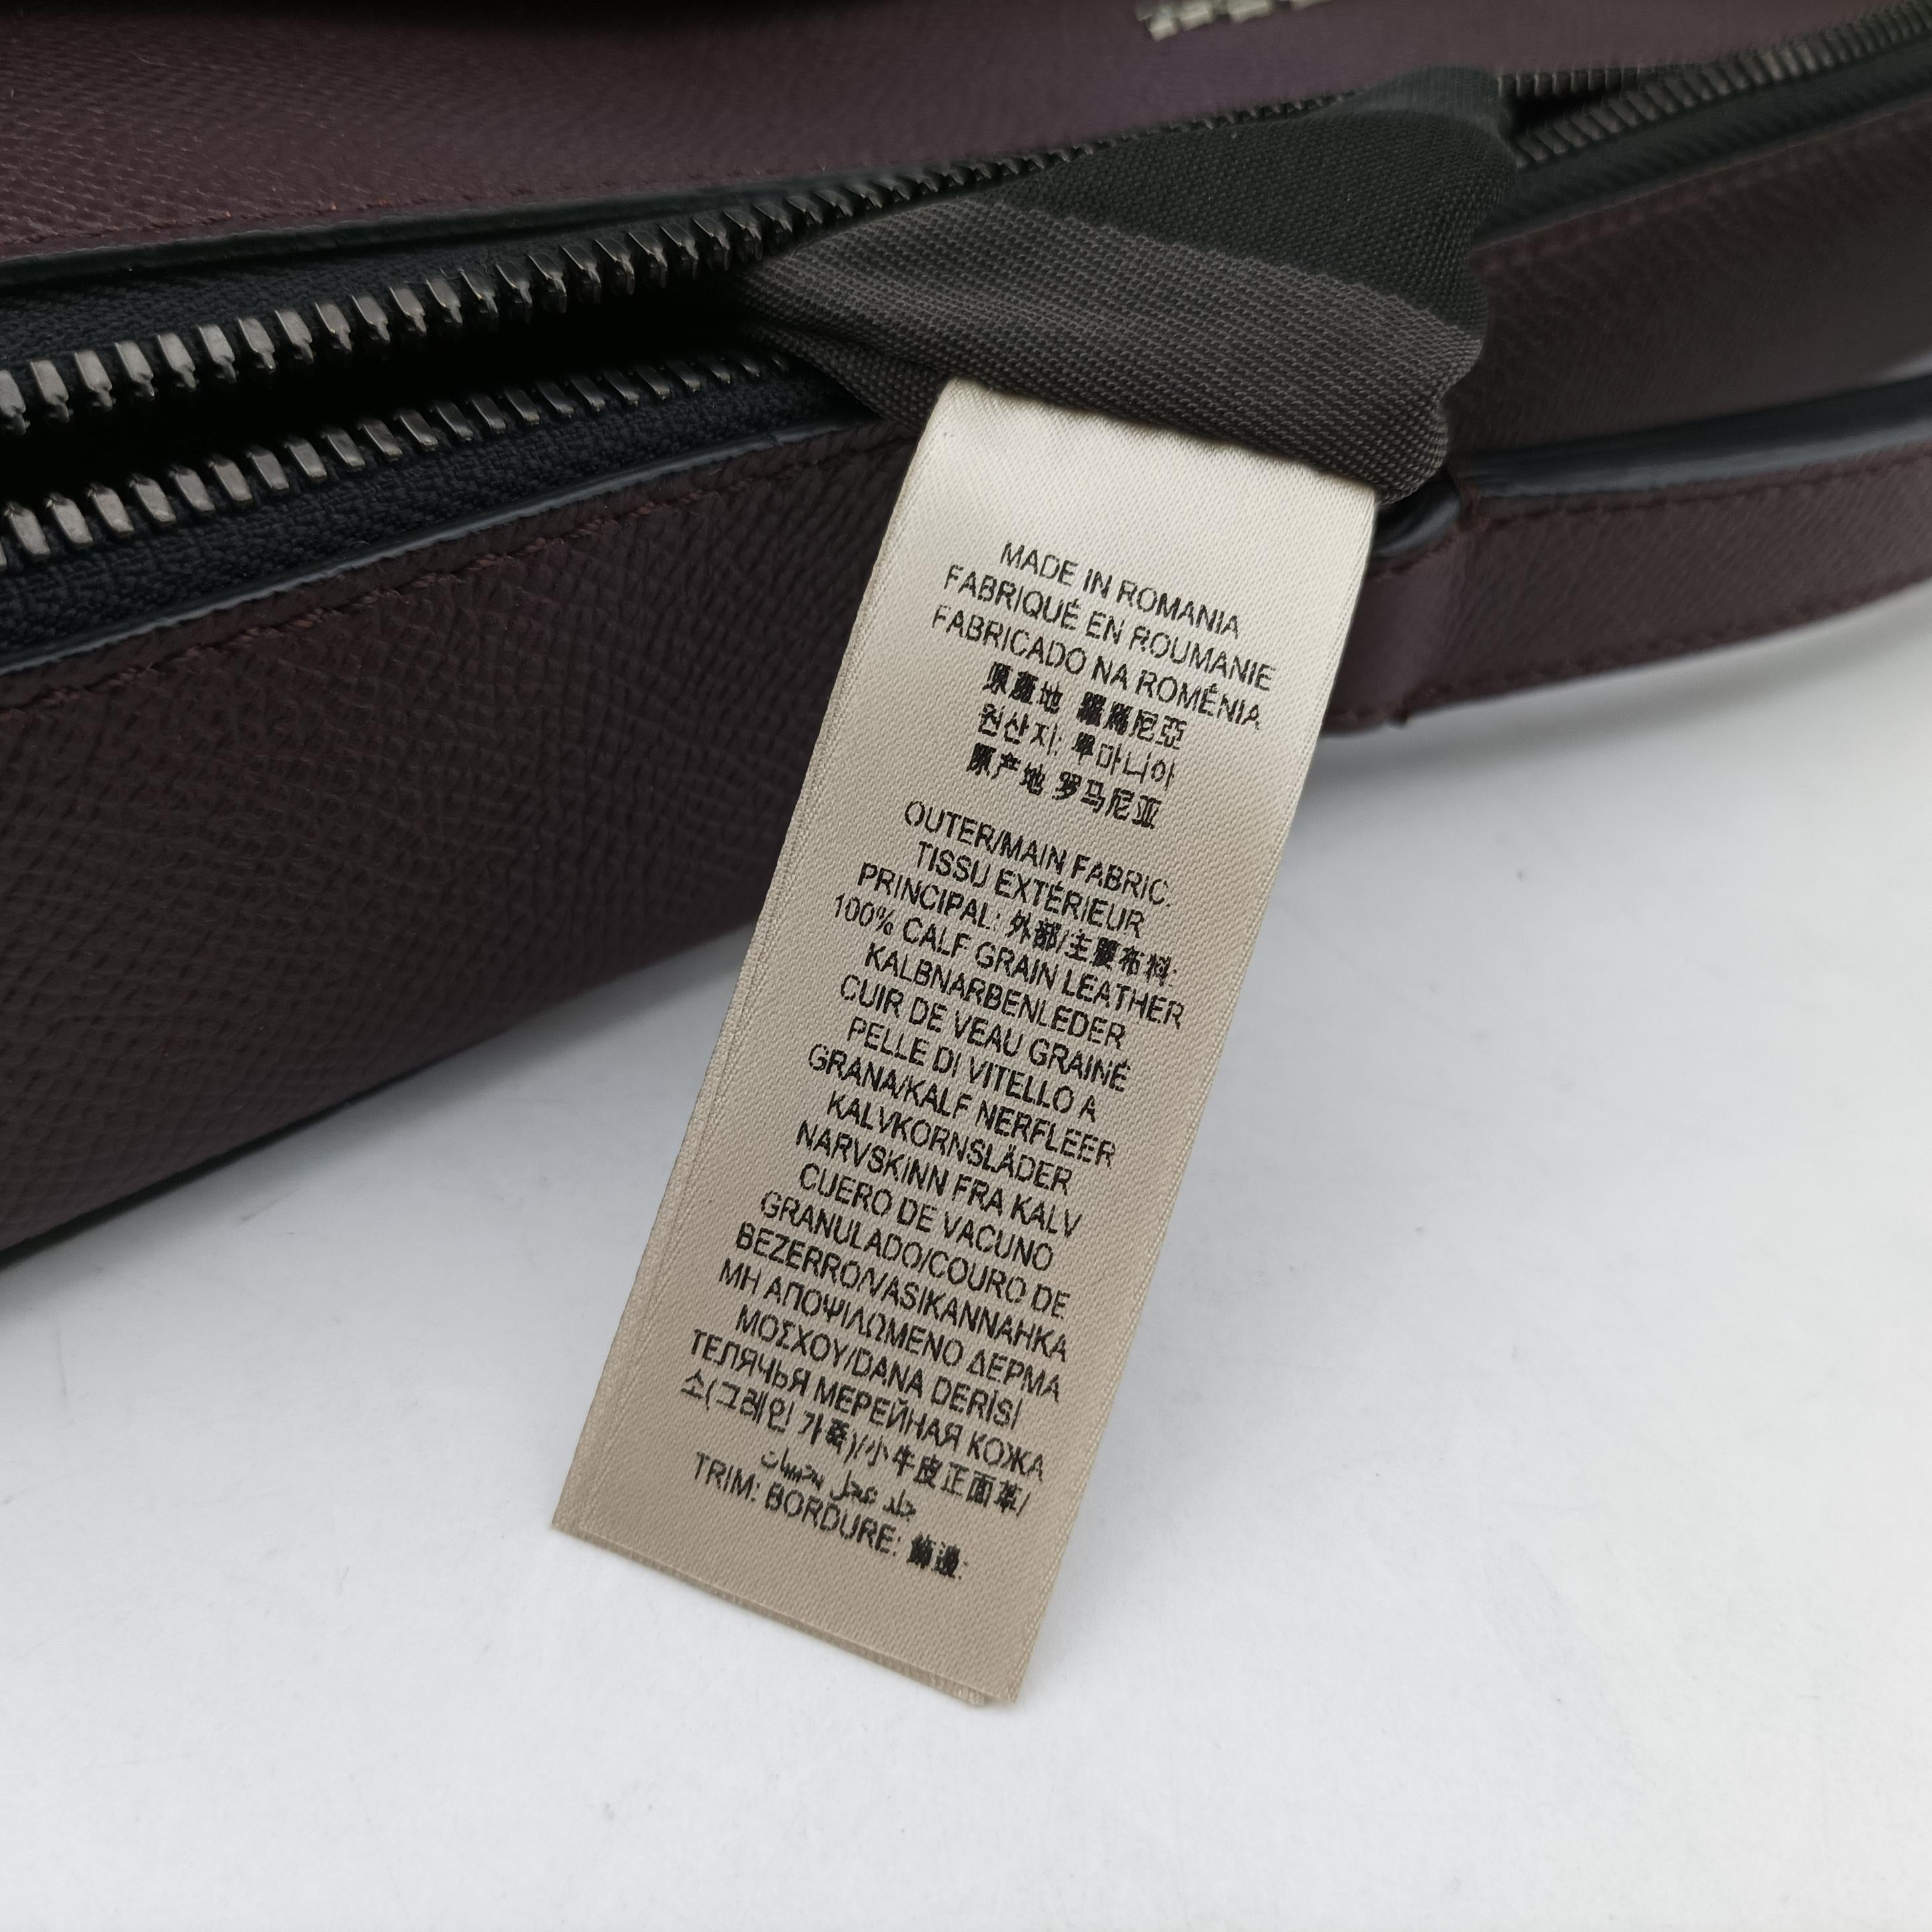 MADE IN ROMANIA
FABRIQUÉ EN ROUMANIE
FABRICADO NA ROMÉNIA
原產地 羅馬尼亞
원산지: 루마니아
原产地 罗马尼亚
OUTER/MAIN FABRIC.
TISSU EXTÉRIEUR
PRINCIPAL: 外部/主要布料:
100% CALF GRAIN LEATHER
KALBNARBENLEDER
CUIR DE VEAU GRAINÉ
PELLE DI VITELLO A
GRANA/KALF NERFLEER
KALVKORNSLÄDER
NARVSKINN FRA KALV
CUERO DE VACUNO
GRANULADO/COURO DE
BEZERRO/VASIKANNAHKA
ΜΗ ΑΠΟΨΙΛΩΜΕΝΟ ΔΕΡΜΑ
ΜΟΣΧΟΥ/DANA DERİSİ
ТЕЛЯЧЬЯ МЕРЕЙНАЯ КОЖА
소(그레인 가죽)/小牛皮正面革/
جلد عجل
TRIM: BORDURE: 飾邊: